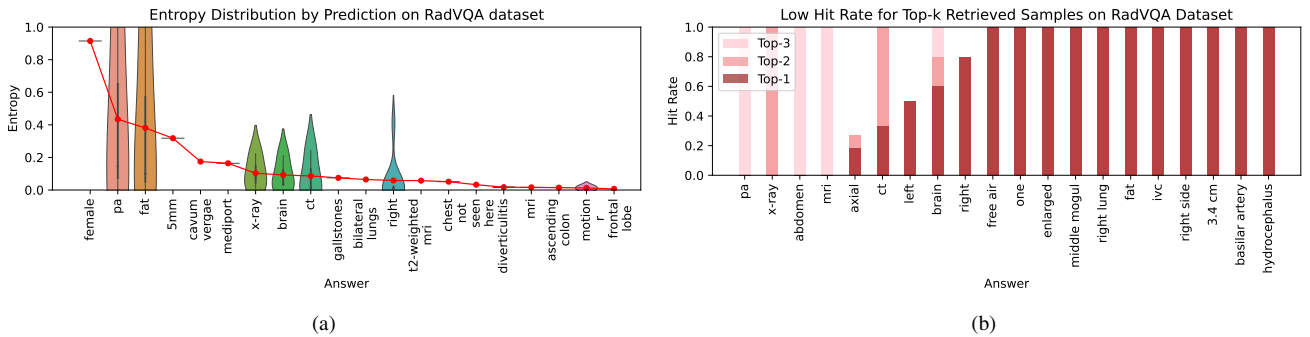 Entropy Distribution by Prediction on RadVQA dataset
1.0
0.8
0.6
0.4
0.2
0.0
Entropy
female
pa
fat
5mm
cavum
vergae
mediport
x-ray
brain
ct
gallstones
bilateral
lungs
right
t2-weighted
mri
chest
not
seen
here
diverticulitis
mri
ascending
colon
motion
r
frontal
lobe
Answer
(a)
Low Hit Rate for Top-k Retrieved Samples on RadVQA Dataset
Top-3
Top-2
Top-1
1.0
0.8
0.6
0.4
0.2
0.0
Hit Rate
pa
x-ray
abdomen
mri
axial
ct
left
brain
right
free air
one
enlarged
middle mogul
right lung
fat
ivc
right side
3.4 cm
basilar artery
hydrocephalus
Answer
(b)